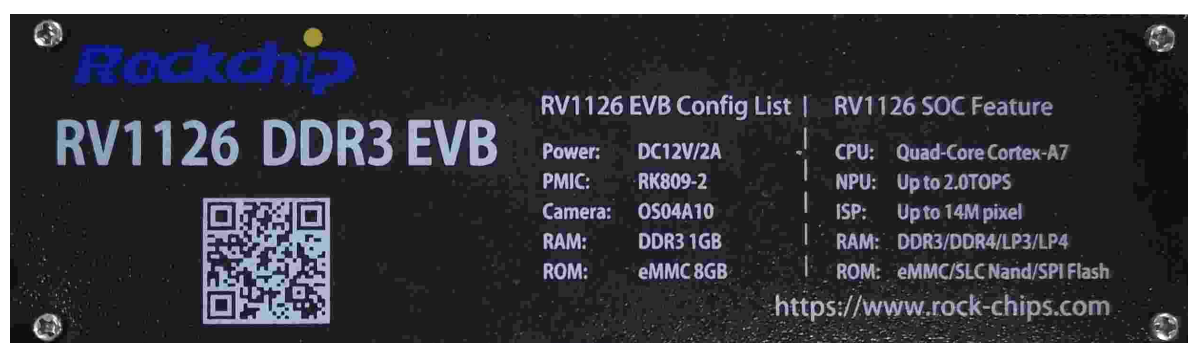 Rockchip
RV1126 DDR3 EVB
RV1126 EVB Config List
Power: DC12V/2A
PMIC: RK809-2
Camera: OS04A10
RAM: DDR3 1GB
ROM: eMMC 8GB
RV1126 SOC Feature
CPU: Quad-Core Cortex-A7
NPU: Up to 2.0TOPS
ISP: Up to 14M pixel
RAM: DDR3/DDR4/LP3/LP4
ROM: eMMC/SLC Nand/SPI Flash
https://www.rock-chips.com